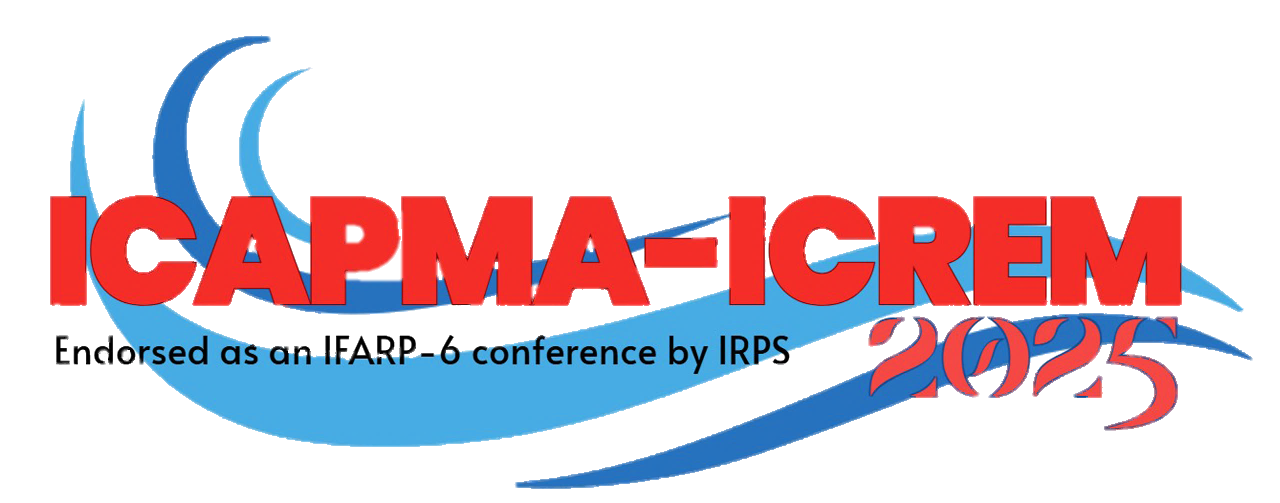 ICAPMA-ICREM
Endorsed as an IFARP-6 conference by IRPS
2025